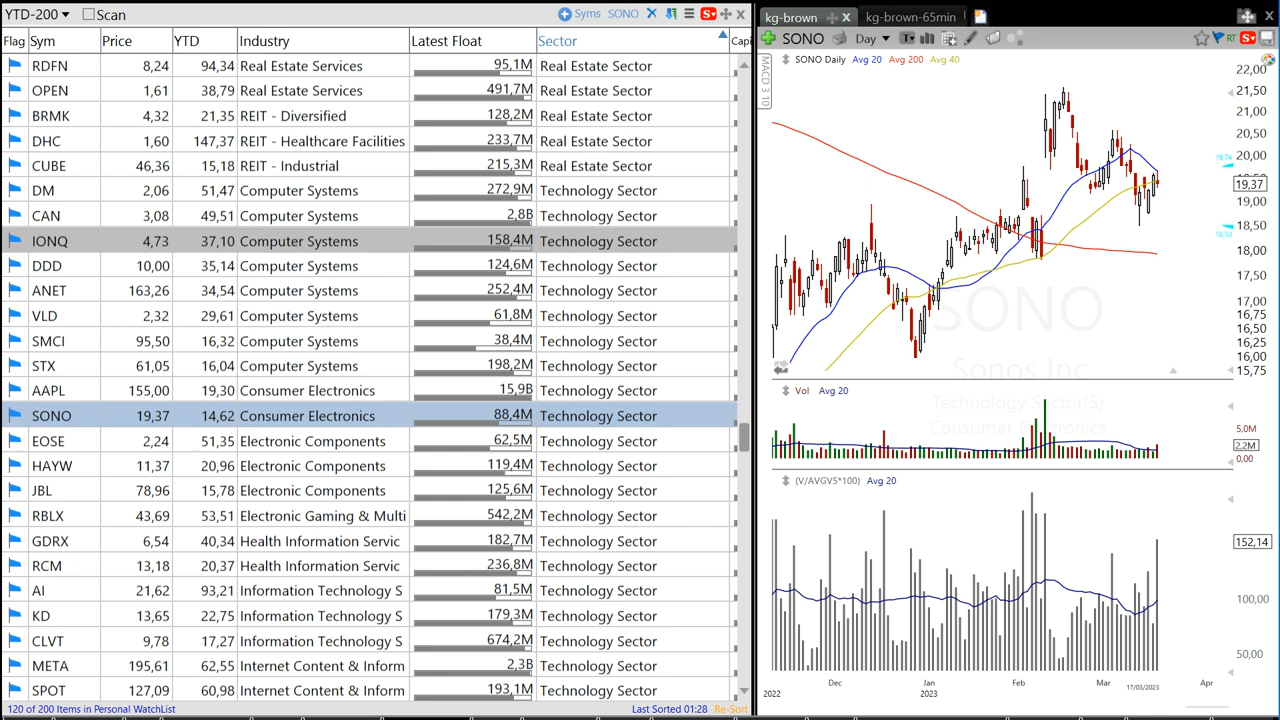 YTD-200 Scan Syms SONO
Flag Sy Price YTD Industry Latest Float Sector Capi
8,24 Real Estate Services 35,1M Real Estate Sector
OPEN 1,61 38,79 Real Estate Services 491,7M Real Estate Sector
BRMK 4,32 21,35 REIT - Diversified 128,2M Real Estate Sector
DHC 1,60 147,37 REIT - Healthcare Facilities 233,7M Real Estate Sector
CUBE 46,36 15,18 REIT - Industrial 215,3M Real Estate Sector
DM 2,06 51,47 Computer Systems 272,9M Technology Sector
CAN 3,08 49,51 Computer Systems 2,8B Technology Sector
IONQ 4,73 37,10 Computer Systems 158,4M Technology Sector
DDD 10,00 35,14 Computer Systems 124,6M Technology Sector
ANET 163,26 34,54 Computer Systems 252,4M Technology Sector
VLD 2,32 29,61 Computer Systems 61,8M Technology Sector
SMCI 95,50 16,32 Computer Systems 38,4M Technology Sector
STX 61,05 16,04 Computer Systems 198,2M Technology Sector
AAPL 155,00 19,30 Consumer Electronics 15,9B Technology Sector
SONO 19,37 14,62 Consumer Electronics 88,4M Technology Sector
EOSE 2,24 51,35 Electronic Components 62,5M Technology Sector
HAYW 11,37 20,96 Electronic Components 119,4M Technology Sector
JBL 78,96 15,78 Electronic Components 125,6M Technology Sector
RBLX 43,69 53,51 Electronic Gaming & Multi 542,2M Technology Sector
GDRX 6,54 40,34 Health Information Servic 182,7M Technology Sector
RCM 13,18 20,37 Health Information Servic 236,8M Technology Sector
AI 21,62 93,21 Information Technology S 81,5M Technology Sector
KD 13,65 22,75 Information Technology S 179,3M Technology Sector
CLVT 9,78 17,27 Information Technology S 674,2M Technology Sector
META 195,61 62,55 Internet Content & Inform 2,3B Technology Sector
SPOT 127,09 60,98 Internet Content & Inform 193,1M Technology Sector
120 of 200 items in Personal WatchList Last Sorted 01:28 Re-Sort
kg-brown kg-brown-65min
SONO Day RT
MACD 3 10
SONO Daily Avg 20 Avg 200 Avg 40
22,00
21,50
21,00
20,50
20,00
19,74
19,37
19,00
18,50
18,50
18,00
17,50
17,00
16,75
16,50
16,25
16,00
15,75
SONO
Sonos Inc
Technology Sector(S)
Consumer Electronics
Vol Avg 20
5.0M
2,2M
0.00
(V/AVGV5*100) Avg 20
152,14
100,00
50,00
Dec Jan Feb Mar Apr
2022 2023 17/03/2023